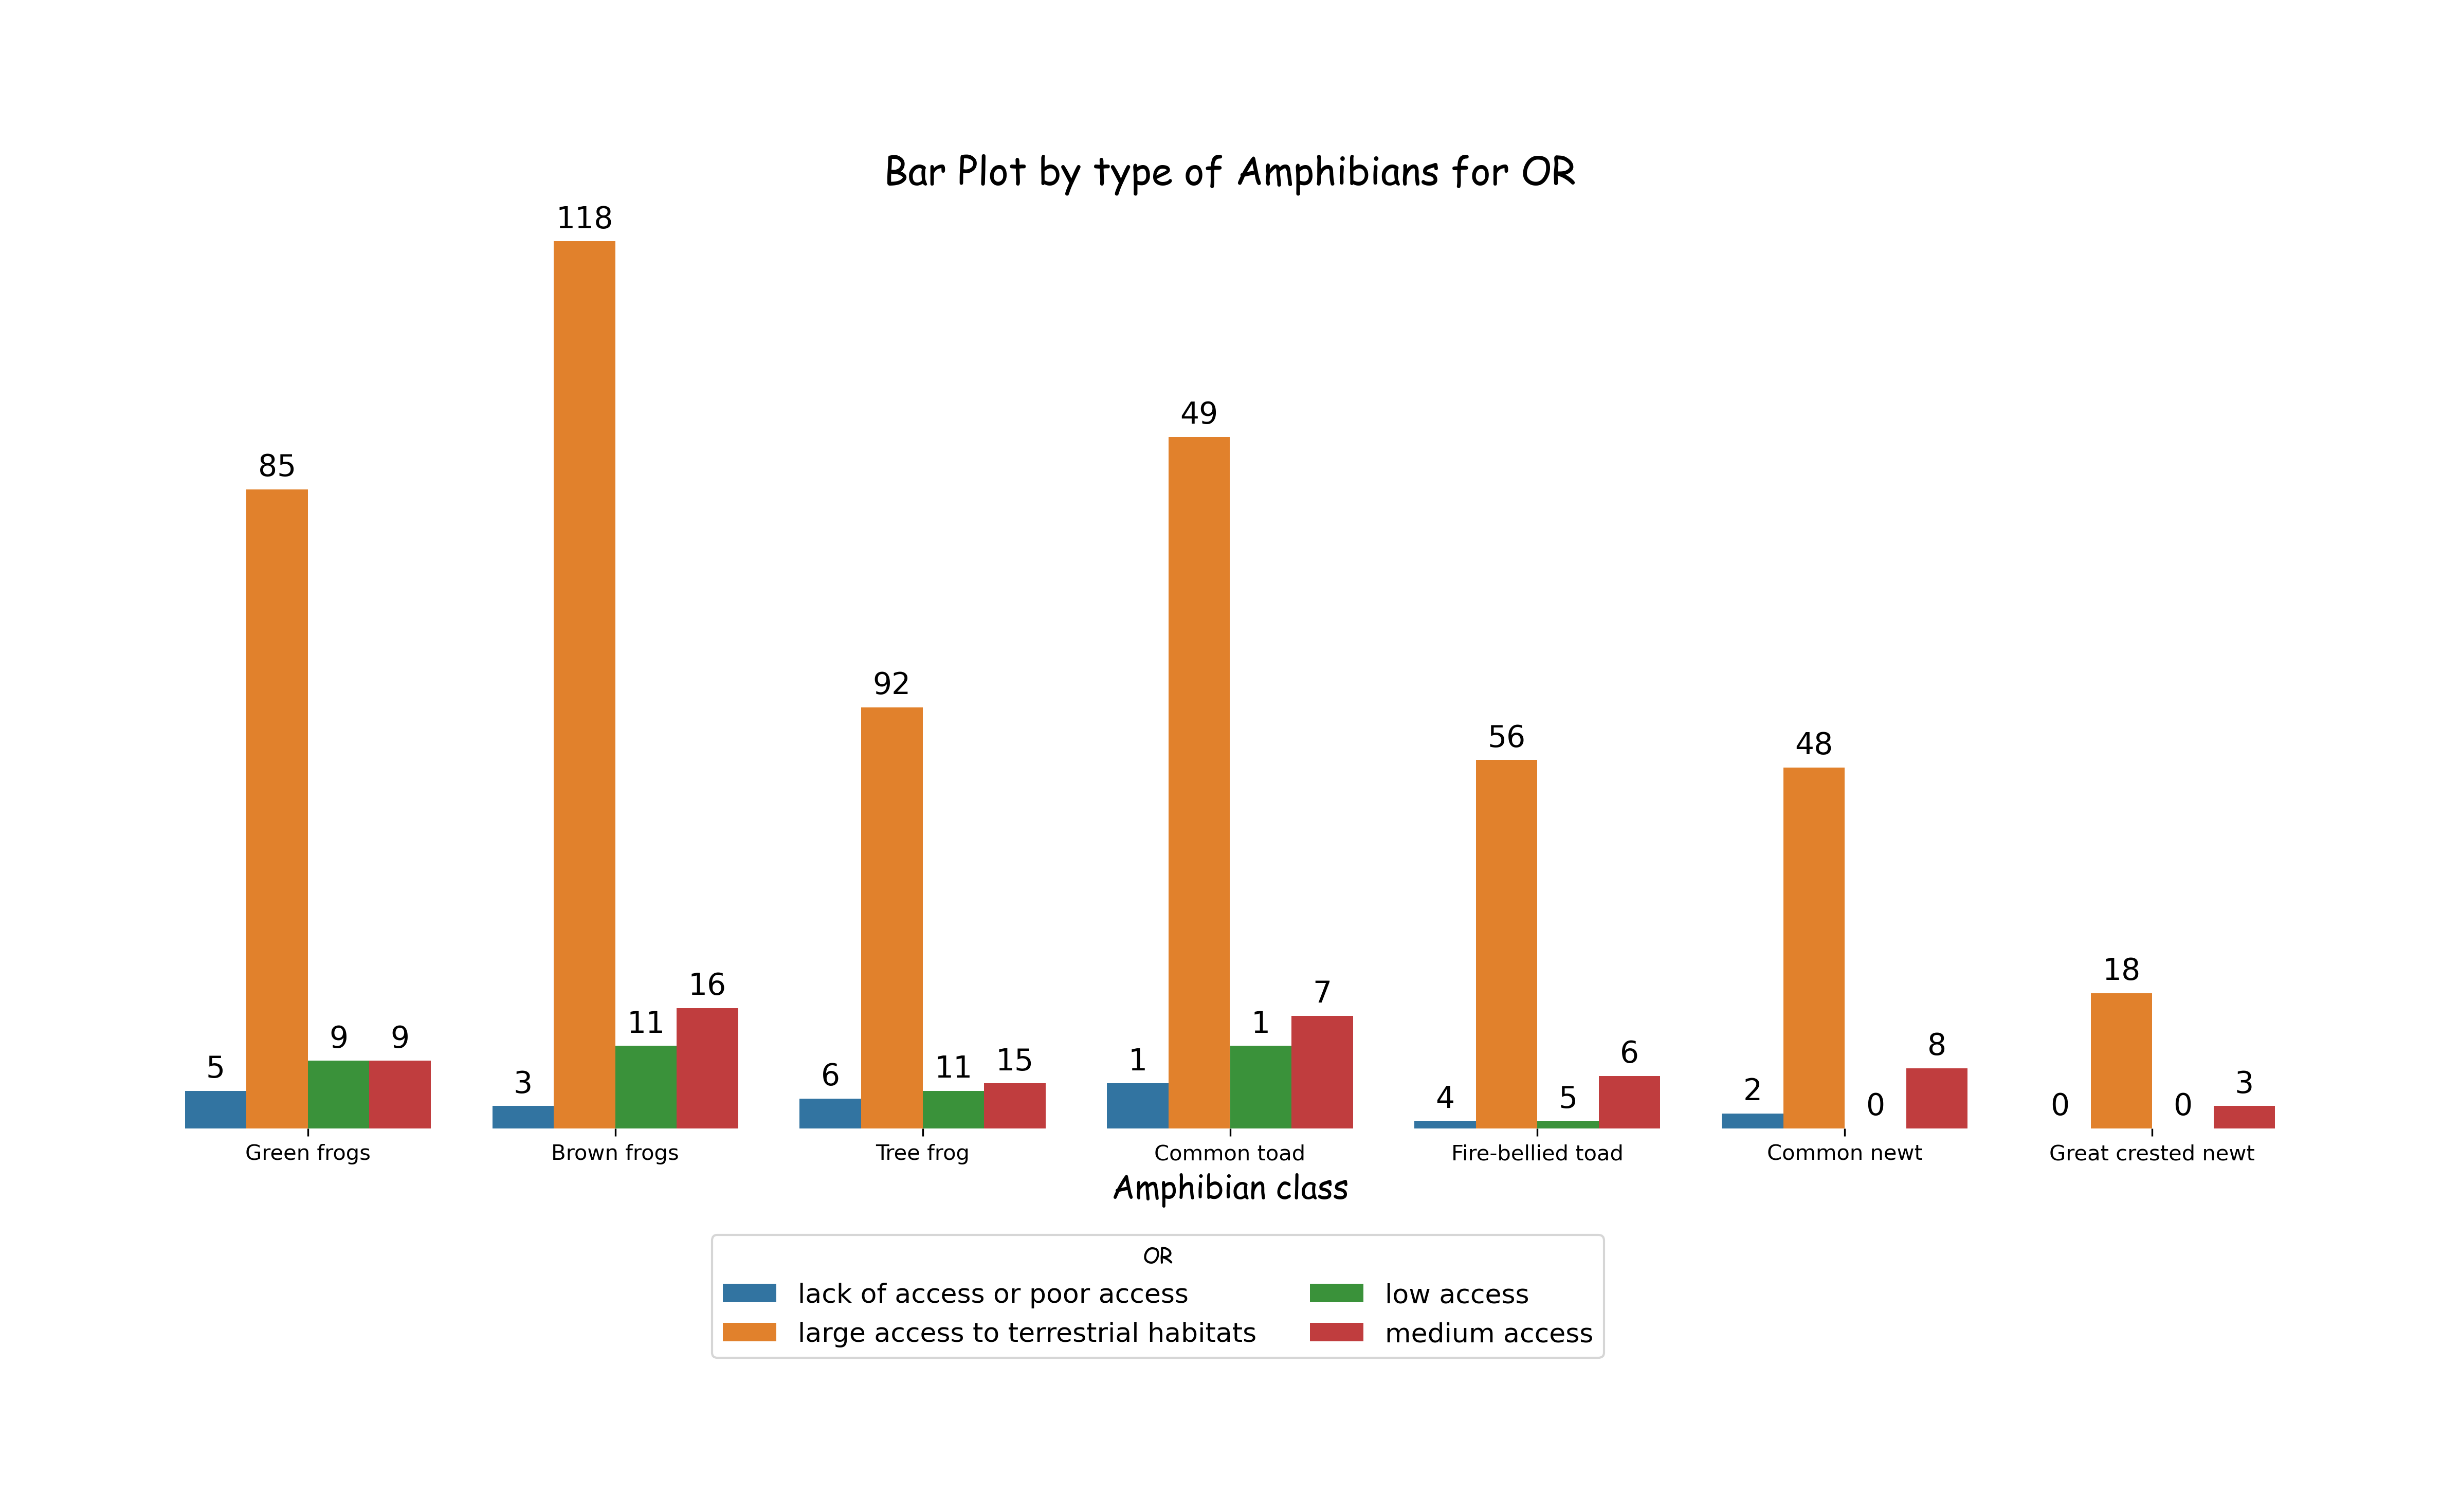 Bar Plot by type of Amphibians for OR
118
85
49
92
56
48
18
5
9
9
3
11
16
6
11
15
1
1
7
4
5
6
2
0
8
0
0
3
Green frogs
Brown frogs
Tree frog
Common toad
Fire-bellied toad
Common newt
Great crested newt
Amphibian class
OR
lack of access or poor access
large access to terrestrial habitats
low access
medium access